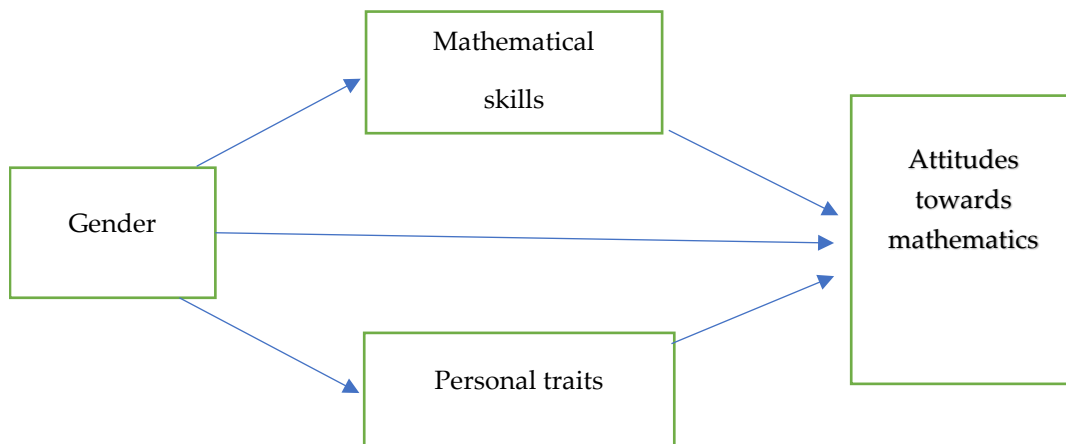 Mathematical
skills
Attitudes
towards
mathematics
Gender
Personal traits